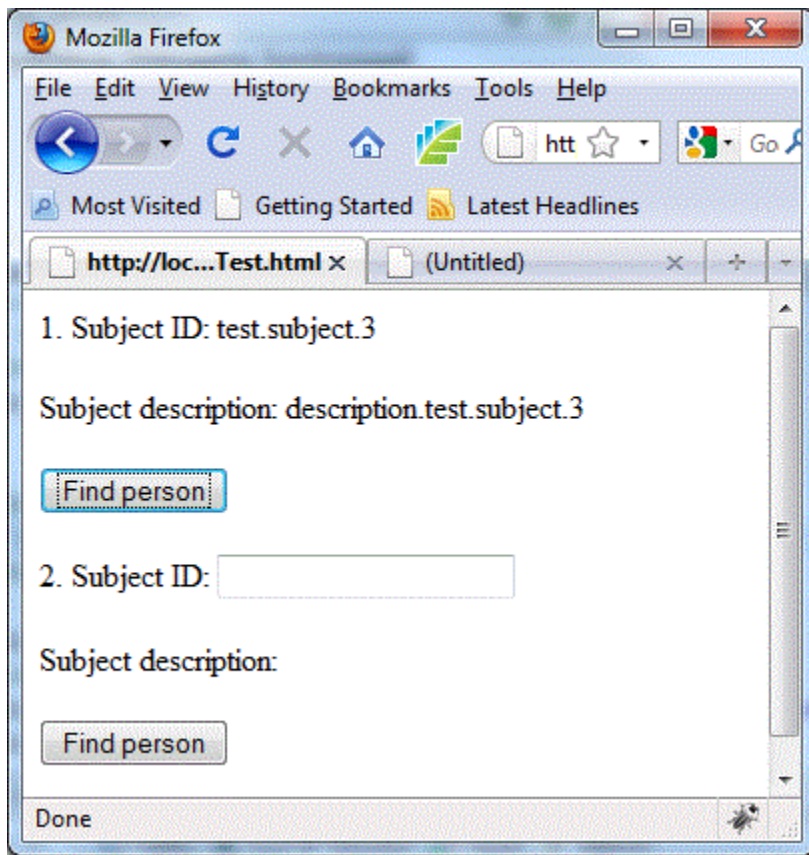 Mozilla Firefox
File Edit View History Bookmarks Tools Help
htt Go
Most Visited Getting Started Latest Headlines
http://loc...Test.html (Untitled)
1. Subject ID: test.subject.3
Subject description: description.test.subject.3
Find person
2. Subject ID:
Subject description:
Find person
Done